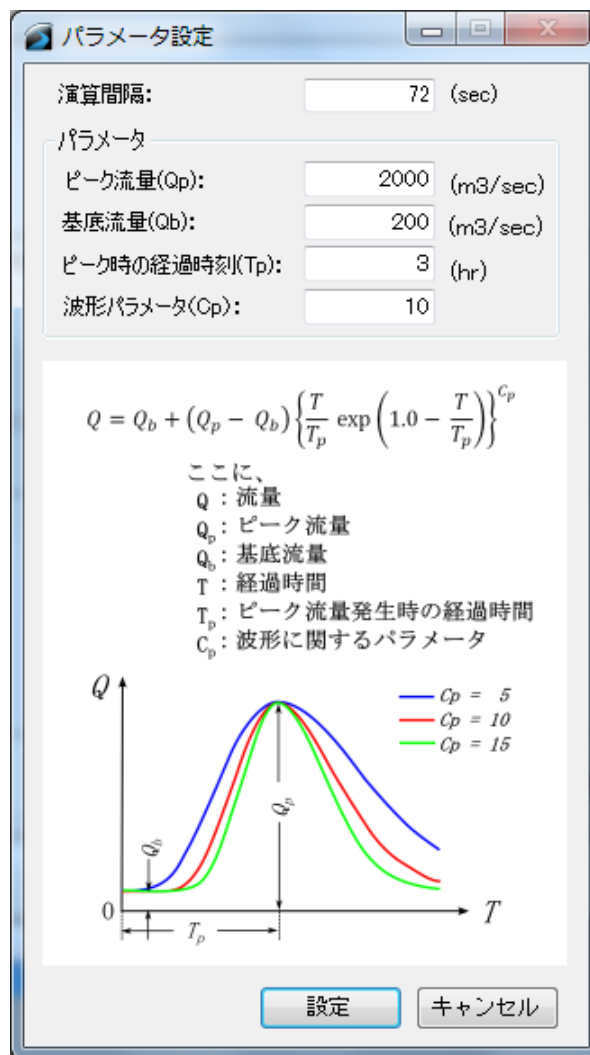 パラメータ設定
演算間隔: 72 (sec)
パラメータ
ピーク流量(Qp): 2000 (m3/sec)
基底流量(Qb): 200 (m3/sec)
ピーク時の経過時刻(Tp): 3 (hr)
波形パラメータ(Cp): 10
Q = Q_b + (Q_p − Q_b) {T/T_p exp(1.0 − T/T_p)}^{C_p}
ここに、
Q : 流量
Q_p : ピーク流量
Q_b : 基底流量
T : 経過時間
T_p : ピーク流量発生時の経過時間
C_p : 波形に関するパラメータ
Q
Cp = 5
Cp = 10
Cp = 15
Q_p
Q_b
0
T
T_p
設定 キャンセル